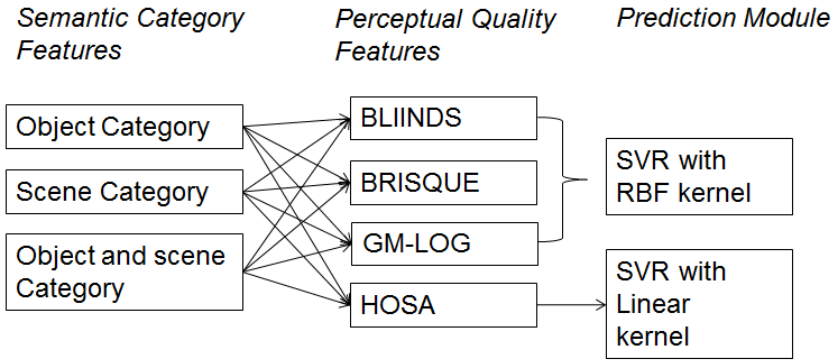 Semantic Category
Features
Perceptual Quality
Features
Prediction Module
Object Category
Scene Category
Object and scene
Category
BLIINDS
BRISQUE
GM-LOG
HOSA
SVR with
RBF kernel
SVR with
Linear
kernel